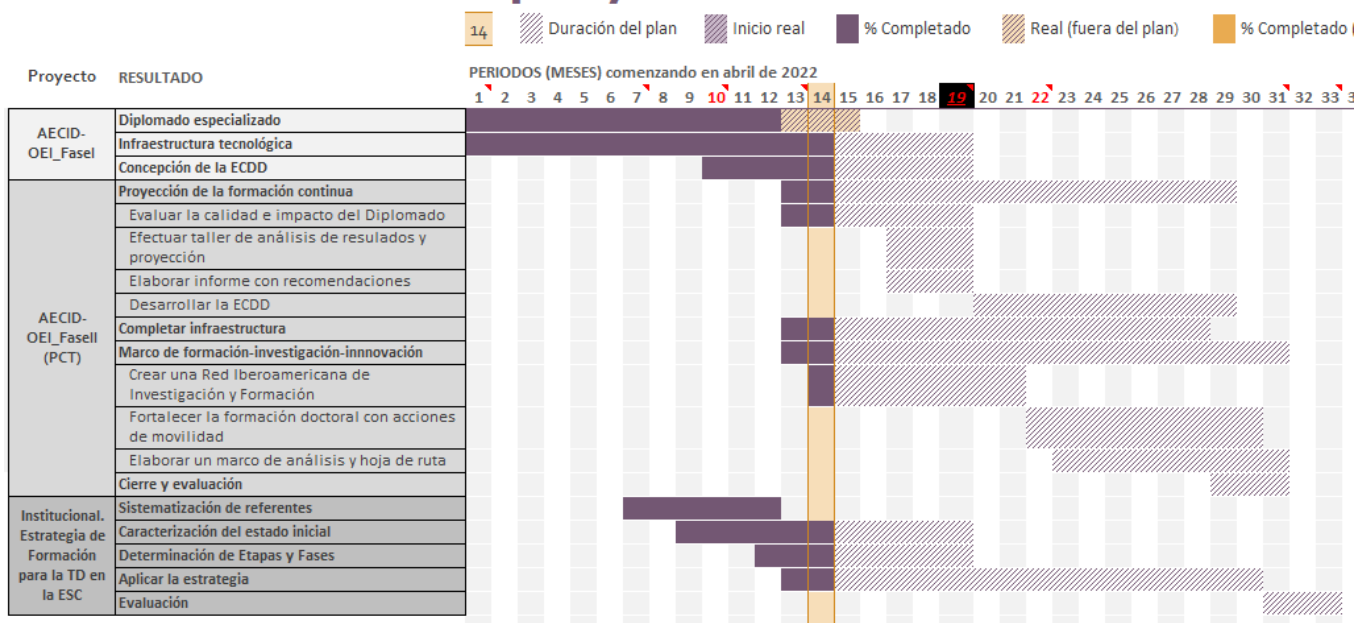 14 Duración del plan Inicio real % Completado Real (fuera del plan) % Completado (
Proyecto RESULTADO PERIODOS (MESES) comenzando en abril de 2022
1 2 3 4 5 6 7 8 9 10 11 12 13 14 15 16 17 18 19 20 21 22 23 24 25 26 27 28 29 30 31 32 33 3
AECID-
OEI_FaseI
Diplomado especializado
Infraestructura tecnológica
Concepción de la ECDD
AECID-
OEI_FaseII
(PCT)
Proyección de la formación continua
Evaluar la calidad e impacto del Diplomado
Efectuar taller de análisis de resulados y
proyección
Elaborar informe con recomendaciones
Desarrollar la ECDD
Completar infraestructura
Marco de formación-investigación-innnovación
Crear una Red Iberoamericana de
Investigación y Formación
Fortalecer la formación doctoral con acciones
de movilidad
Elaborar un marco de análisis y hoja de ruta
Cierre y evaluación
Institucional.
Estrategia de
Formación
para la TD en
la ESC
Sistematización de referentes
Caracterización del estado inicial
Determinación de Etapas y Fases
Aplicar la estrategia
Evaluación